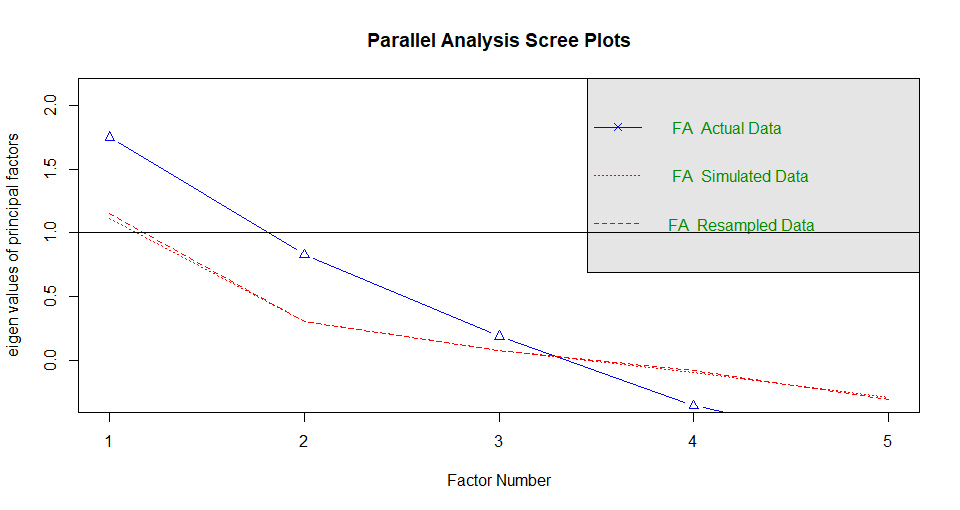 Parallel Analysis Scree Plots
eigen values of principal factors
2.0
1.5
1.0
0.5
0.0
FA Actual Data
FA Simulated Data
FA Resampled Data
1 2 3 4 5
Factor Number